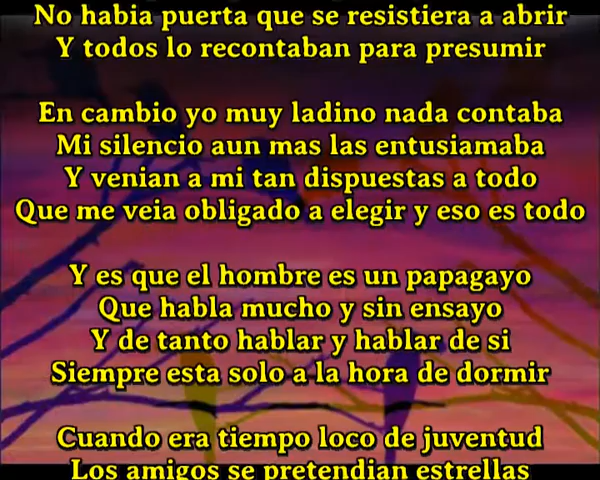 No habia puerta que se resistiera a abrir
Y todos lo recontaban para presumir
En cambio yo muy ladino nada contaba
Mi silencio aun mas las entusiamaba
Y venian a mi tan dispuestas a todo
Que me veia obligado a elegir y eso es todo
Y es que el hombre es un papagayo
Que habla mucho y sin ensayo
Y de tanto hablar y hablar de si
Siempre esta solo a la hora de dormir
Cuando era tiempo loco de juventud
Los amigos se pretendian estrellas